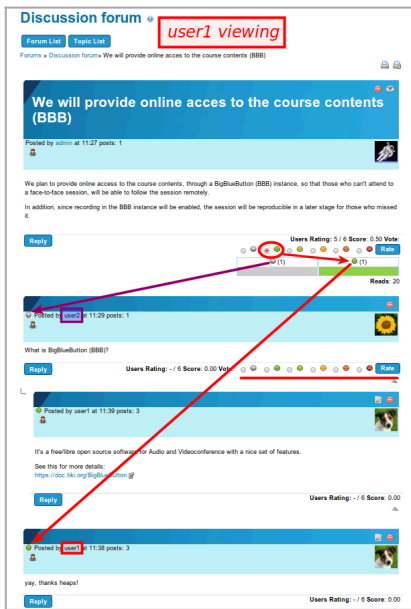 Discussion forum
user1 viewing
Forum List Topic List
Forums » Discussion forum» We will provide online acces to the course contents (BBB)
We will provide online acces to the course contents
(BBB)
Posted by admin at 11:27 posts: 1
We plan to provide online access to the course contents, through a BigBlueButton (BBB) instance, so that those who can't attend to
a face-to-face session, will be able to follow the session remotely.
In addition, since recording in the BBB instance will be enabled, the session will be reproducible in a later stage for those who missed
it.
Reply
Users Rating: 5 / 6 Score: 0.50 Vote:
Rate
(1) (1)
Reads: 20
Posted by user2 at 11:29 posts: 1
What is BigBlueButton (BBB)?
Reply Users Rating: - / 6 Score: 0.00 Vote: Rate
Posted by user1 at 11:39 posts: 3
It's a free/libre open source software for Audio and Videoconference with a nice set of features.
See this for more details:
https://doc.tiki.org/BigBlueButton
Reply Users Rating: - / 6 Score: 0.00
Posted by user1 at 11:38 posts: 3
yay, thanks heaps!
Reply Users Rating: - / 6 Score: 0.00